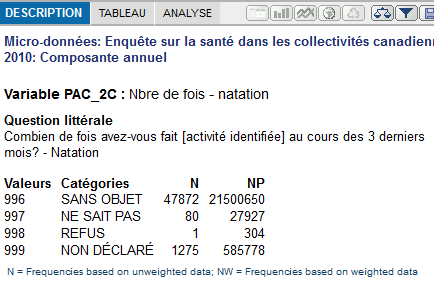 DESCRIPTION TABLEAU ANALYSE
Micro-données: Enquête sur la santé dans les collectivités
2010: Composante annuel
Variable PAC_2C : Nbre de fois - natation
Question littérale
Combien de fois avez-vous fait [activité identifiée] au cours des 3 derniers
mois? - Natation
Valeurs Catégories N NP
996 SANS OBJET 47872 21500650
997 NE SAIT PAS 80 27927
998 REFUS 1 304
999 NON DÉCLARÉ 1275 585778
N = Frequencies based on unweighted data; NW = Frequencies based on weighted data